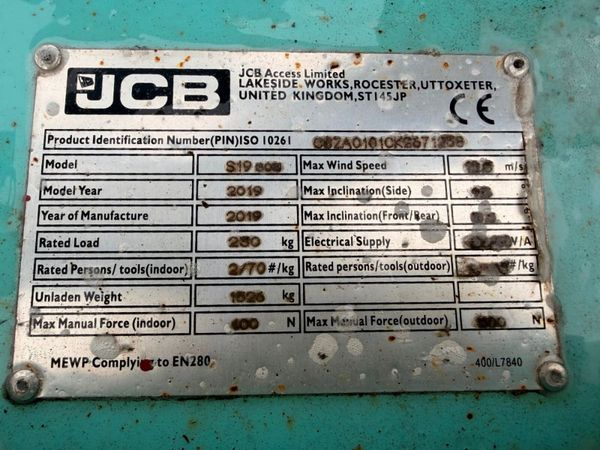 JCB
JCB Access Limited
LAKESIDE WORKS, ROCESTER, UTTOXETER,
UNITED KINGDOM, ST145JP
CE
Product Identification Number(PIN)ISO 10261
Model S19 Max Wind Speed m/s
Model Year 2019 Max Inclination(Side)
Year of Manufacture 2019 Max Inclination(Front/Rear)
Rated Load 230 kg Electrical Supply N/A
Rated Persons/ tools(indoor) 2/70 #/kg Rated persons/tools(outdoor) #/kg
Unladen Weight 1526 kg
Max Manual Force (indoor) 400 N Max Manual Force(outdoor) N
MEWP Complying to EN280
400/L7840